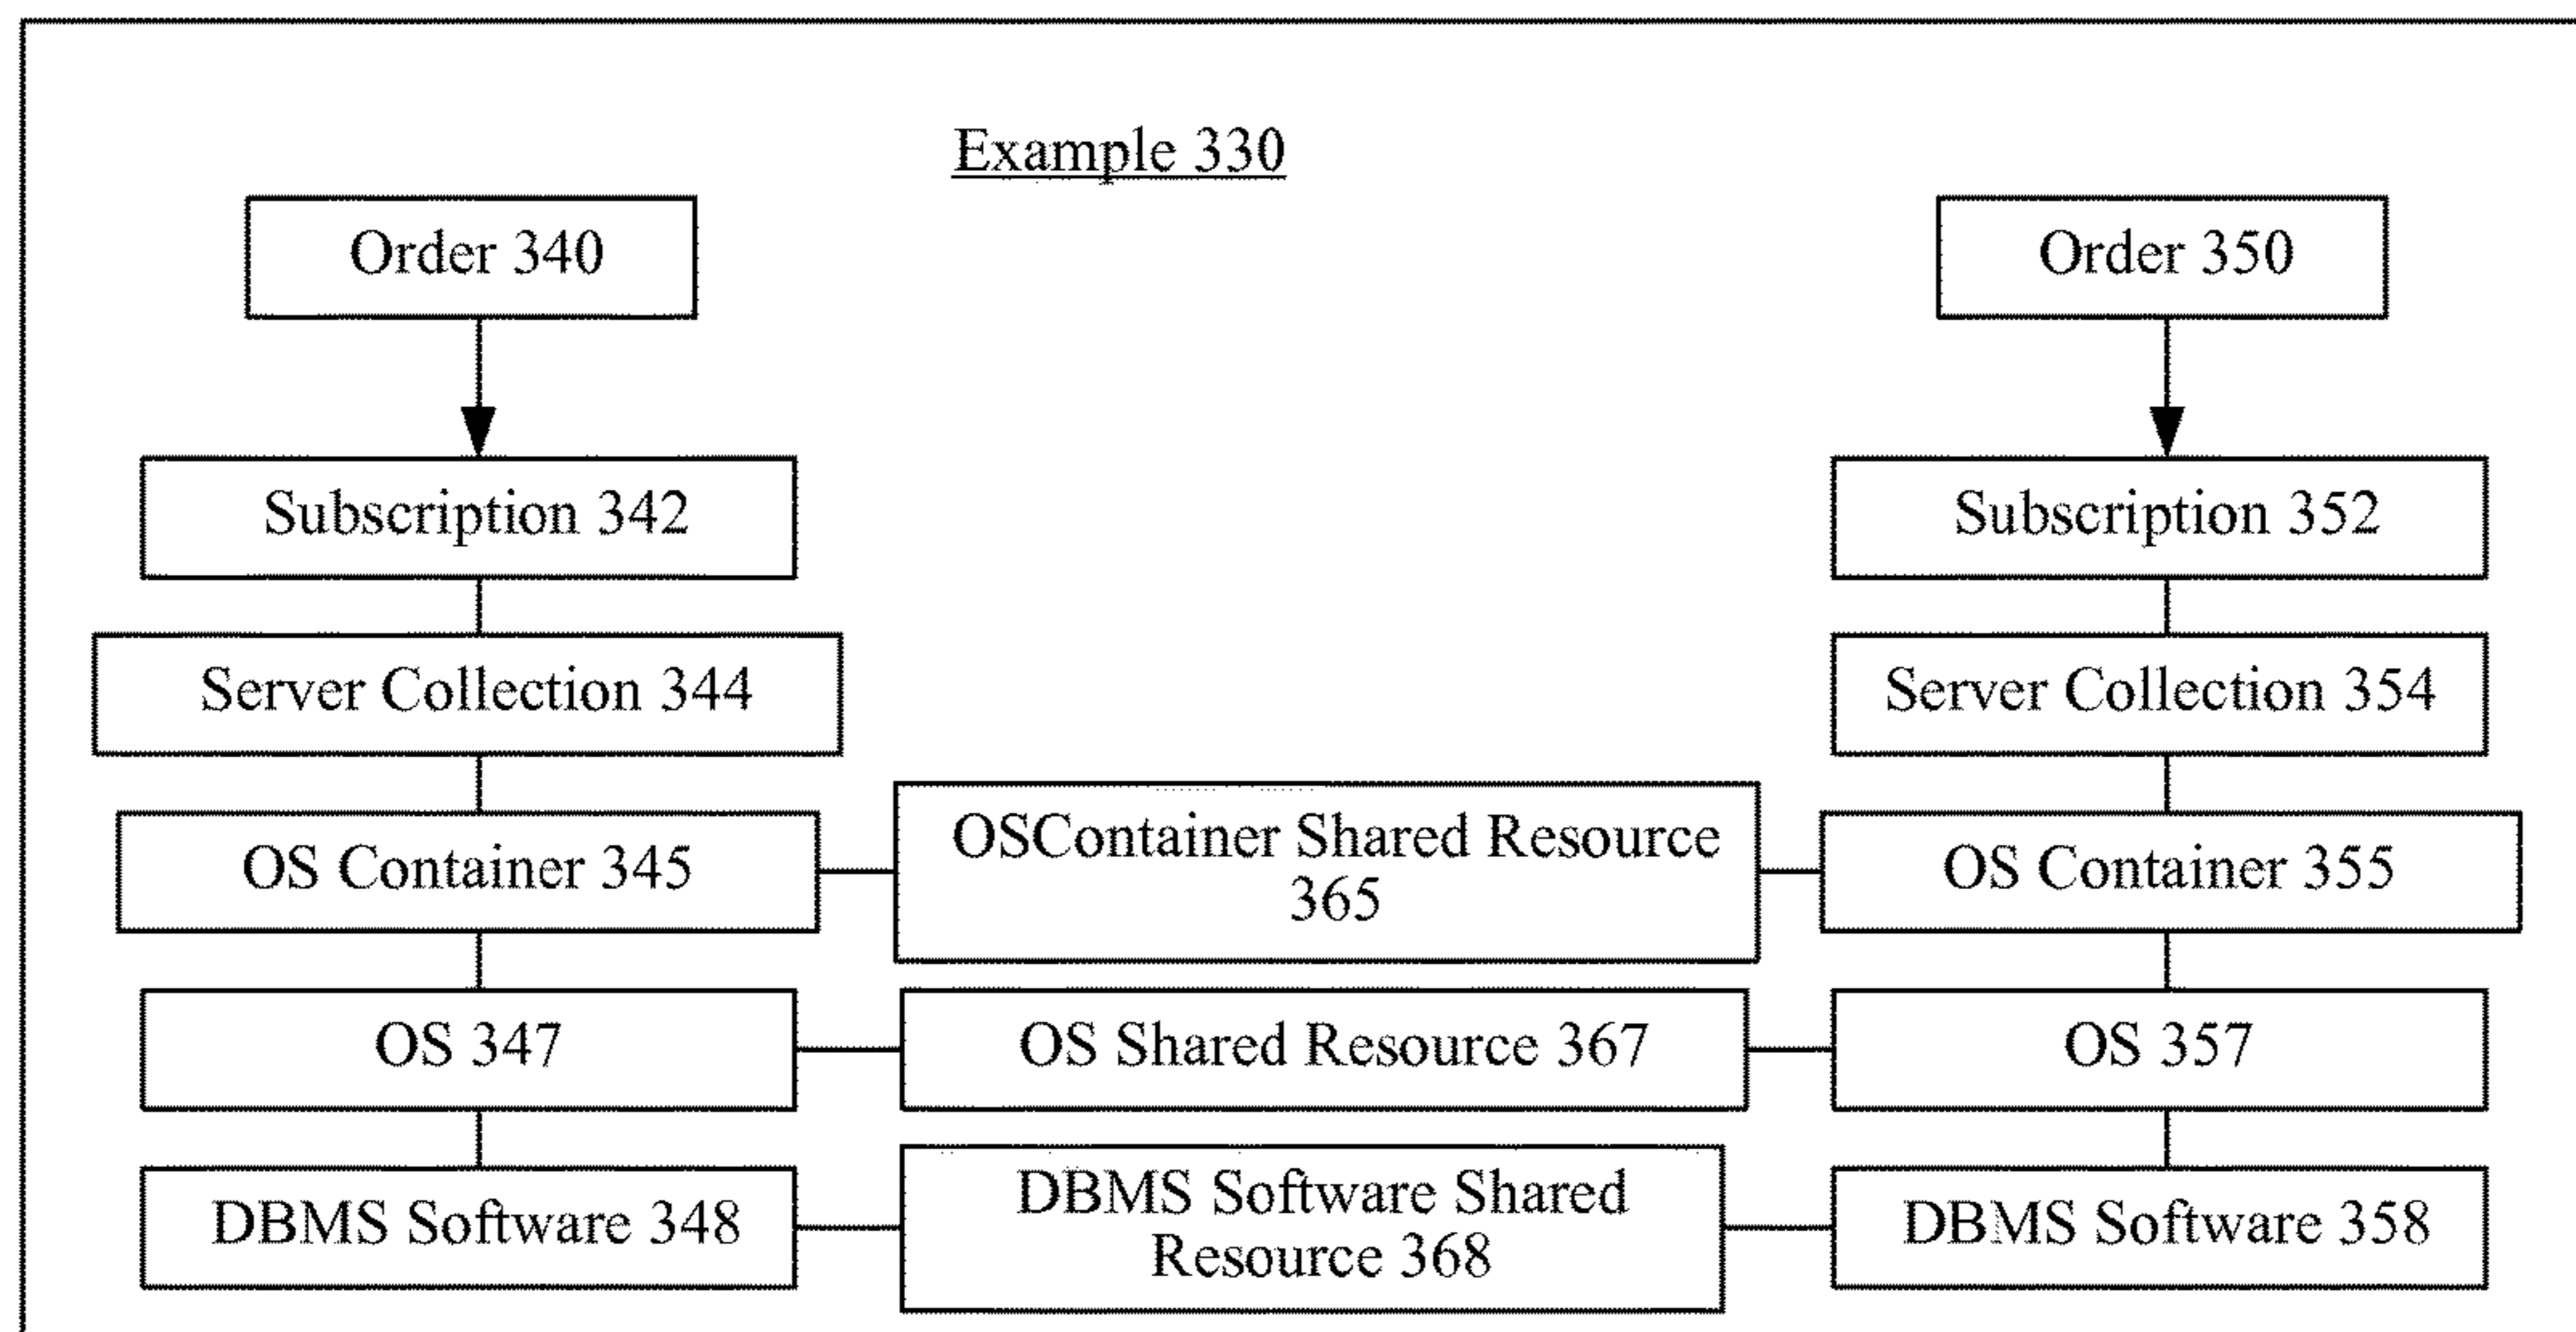 Example 330
Order 340
Order 350
Subscription 342
Subscription 352
Server Collection 344
Server Collection 354
OS Container 345
OSContainer Shared Resource
365
OS Container 355
OS 347
OS Shared Resource 367
OS 357
DBMS Software 348
DBMS Software Shared
Resource 368
DBMS Software 358